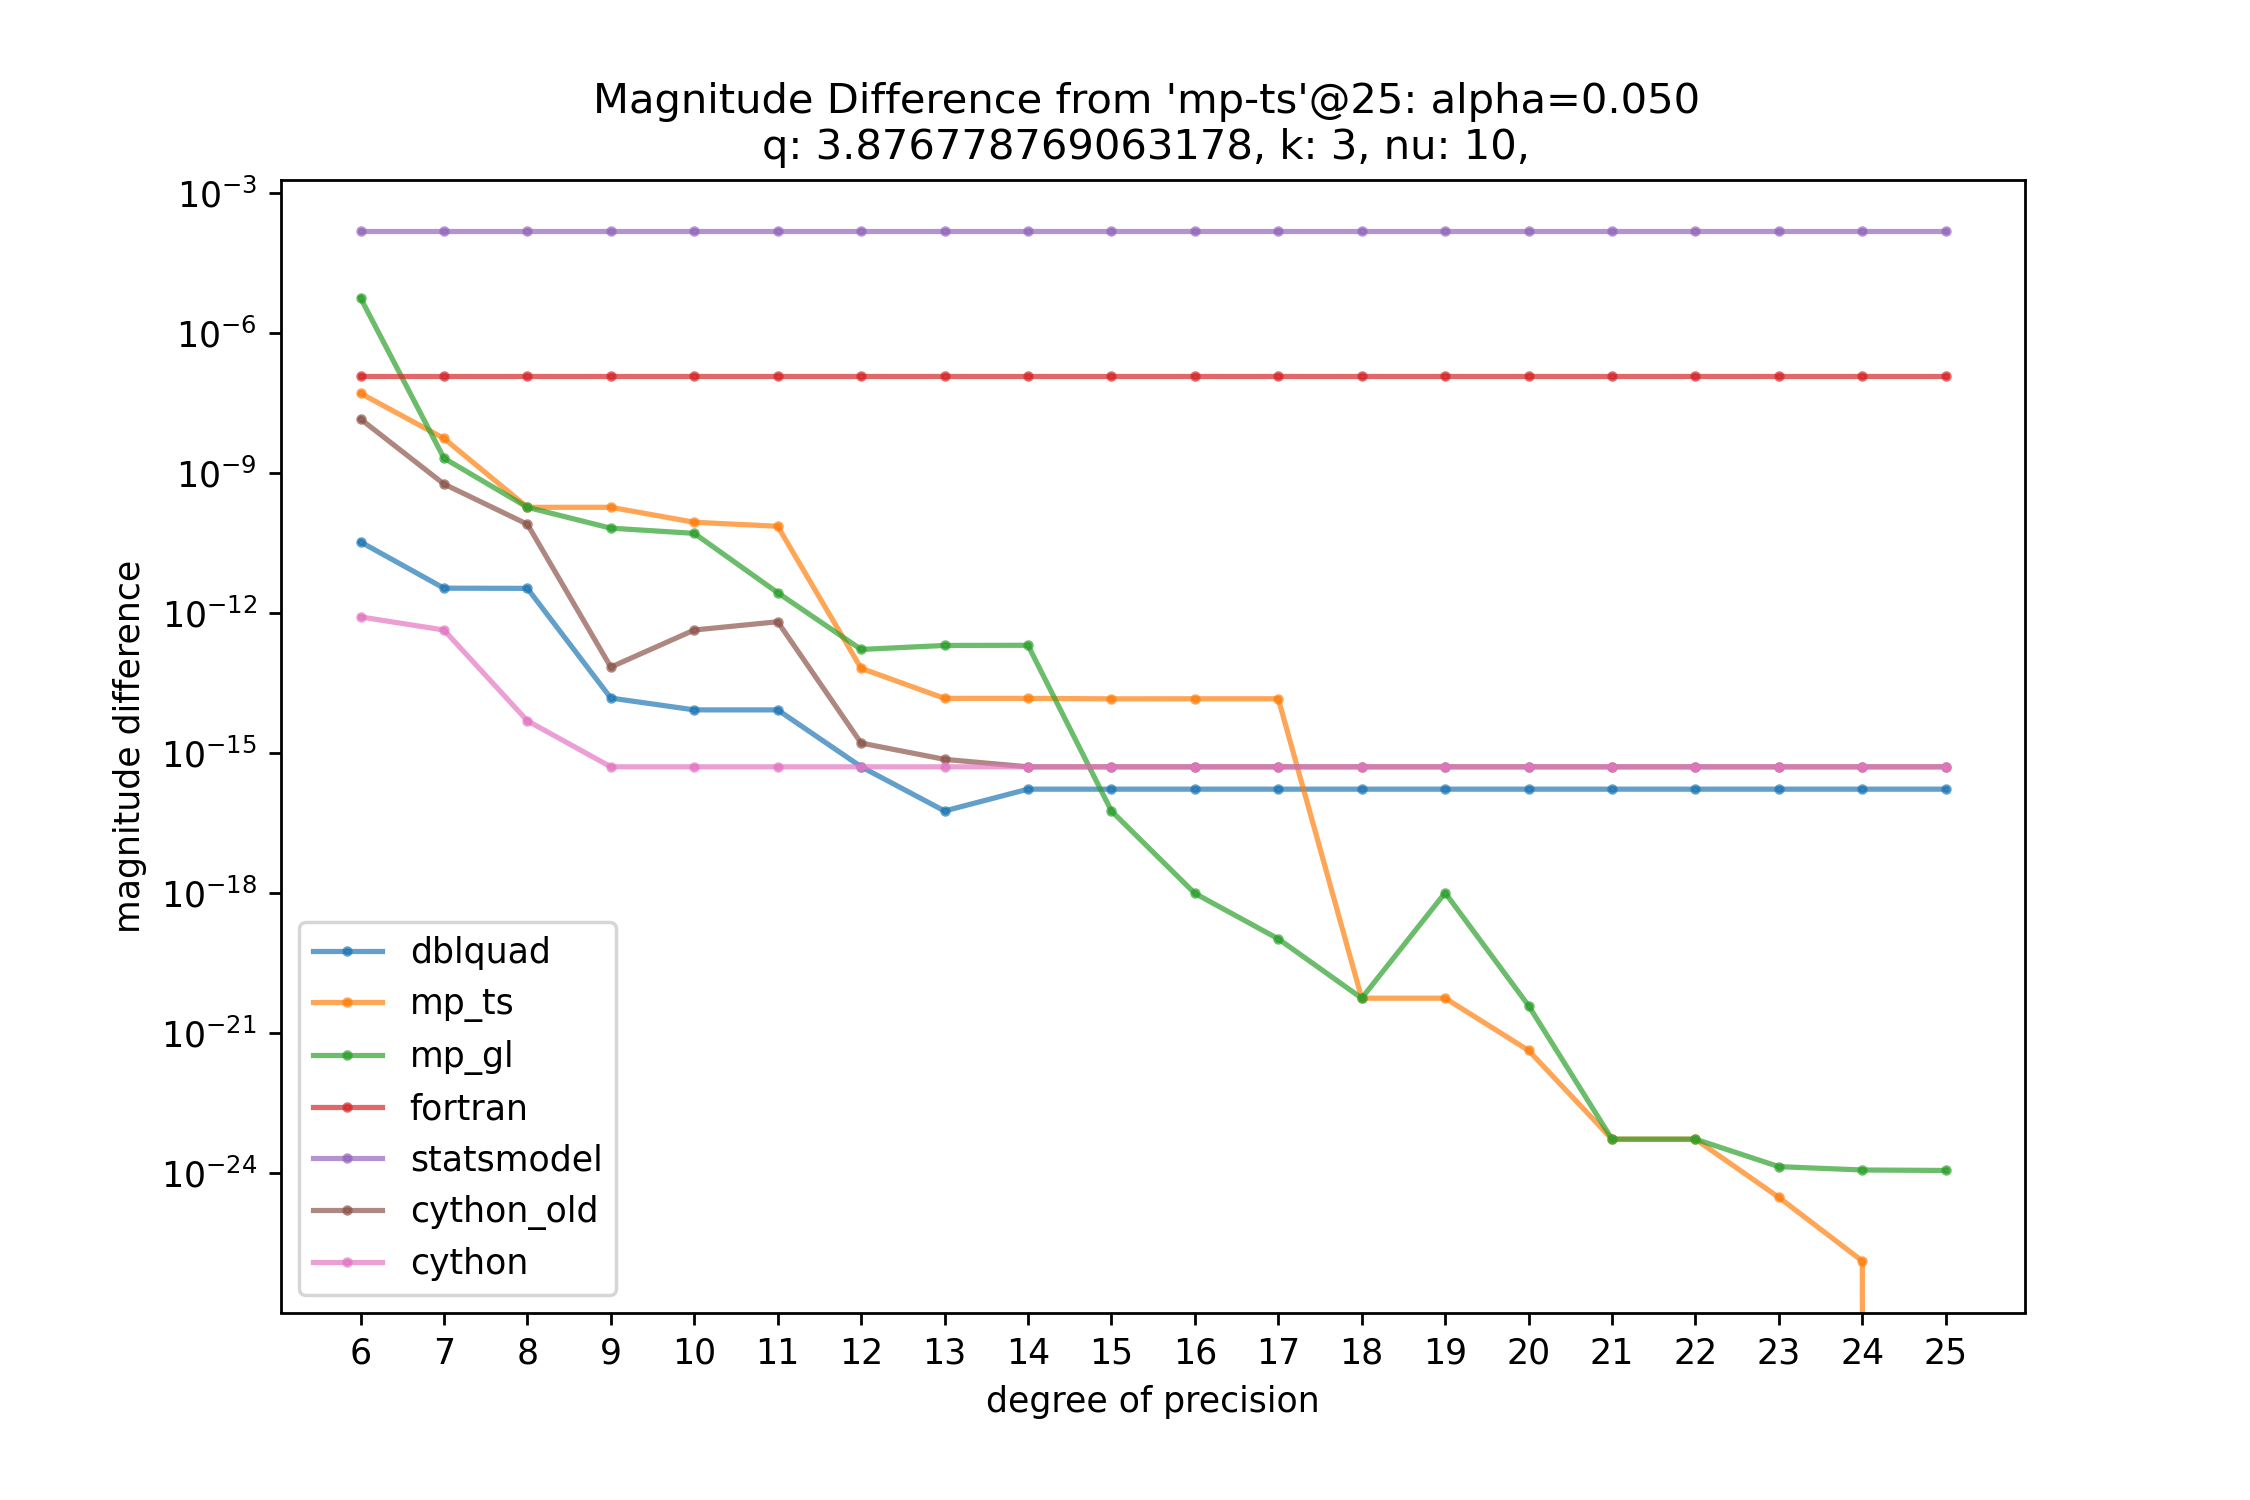 Magnitude Difference from 'mp-ts'@25: alpha=0.050
q: 3.876778769063178, k: 3, nu: 10,
10⁻³
10⁻⁶
10⁻⁹
10⁻¹²
10⁻¹⁵
10⁻¹⁸
10⁻²¹
10⁻²⁴
magnitude difference
dblquad
mp_ts
mp_gl
fortran
statsmodel
cython_old
cython
6 7 8 9 10 11 12 13 14 15 16 17 18 19 20 21 22 23 24 25
degree of precision